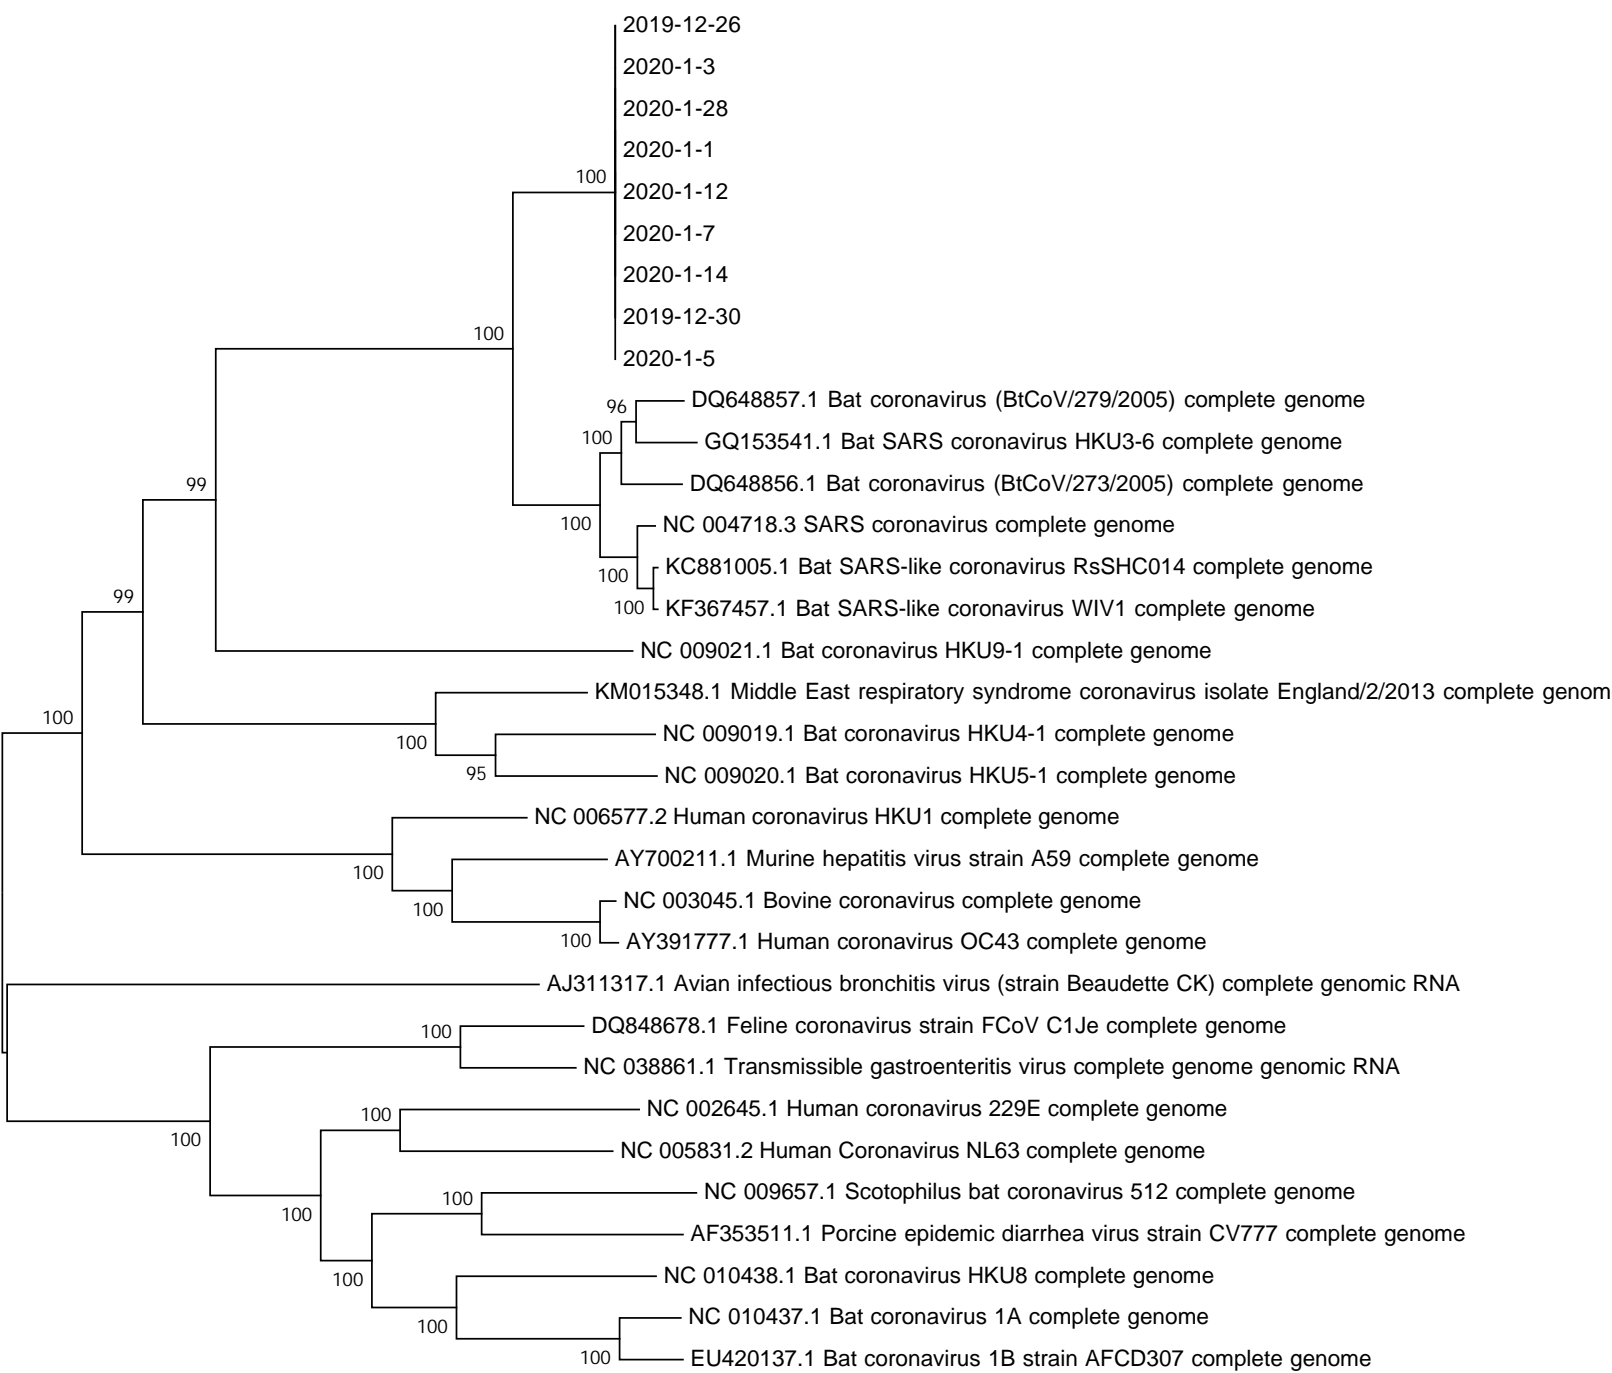 2019-12-26
2020-1-3
2020-1-28
2020-1-1
100
2020-1-12
2020-1-7
2020-1-14
2019-12-30
100
2020-1-5
DQ648857.1 Bat coronavirus (BtCoV/279/2005) complete genome
96
100
GQ153541.1 Bat SARS coronavirus HKU3-6 complete genome
99
DQ648856.1 Bat coronavirus (BtCoV/273/2005) complete genome
100
NC 004718.3 SARS coronavirus complete genome
KC881005.1 Bat SARS-like coronavirus RsSHC014 complete genome
100
99
100
KF367457.1 Bat SARS-like coronavirus WIV1 complete genome
NC 009021.1 Bat coronavirus HKU9-1 complete genome
KM015348.1 Middle East respiratory syndrome coronavirus isolate England/2/2013 complete genom
100
100
NC 009019.1 Bat coronavirus HKU4-1 complete genome
95
NC 009020.1 Bat coronavirus HKU5-1 complete genome
NC 006577.2 Human coronavirus HKU1 complete genome
100
AY700211.1 Murine hepatitis virus strain A59 complete genome
100
NC 003045.1 Bovine coronavirus complete genome
100
AY391777.1 Human coronavirus OC43 complete genome
AJ311317.1 Avian infectious bronchitis virus (strain Beaudette CK) complete genomic RNA
100
DQ848678.1 Feline coronavirus strain FCoV C1Je complete genome
NC 038861.1 Transmissible gastroenteritis virus complete genome genomic RNA
100
NC 002645.1 Human coronavirus 229E complete genome
100
NC 005831.2 Human Coronavirus NL63 complete genome
100
NC 009657.1 Scotophilus bat coronavirus 512 complete genome
100
AF353511.1 Porcine epidemic diarrhea virus strain CV777 complete genome
100
NC 010438.1 Bat coronavirus HKU8 complete genome
100
NC 010437.1 Bat coronavirus 1A complete genome
100
EU420137.1 Bat coronavirus 1B strain AFCD307 complete genome